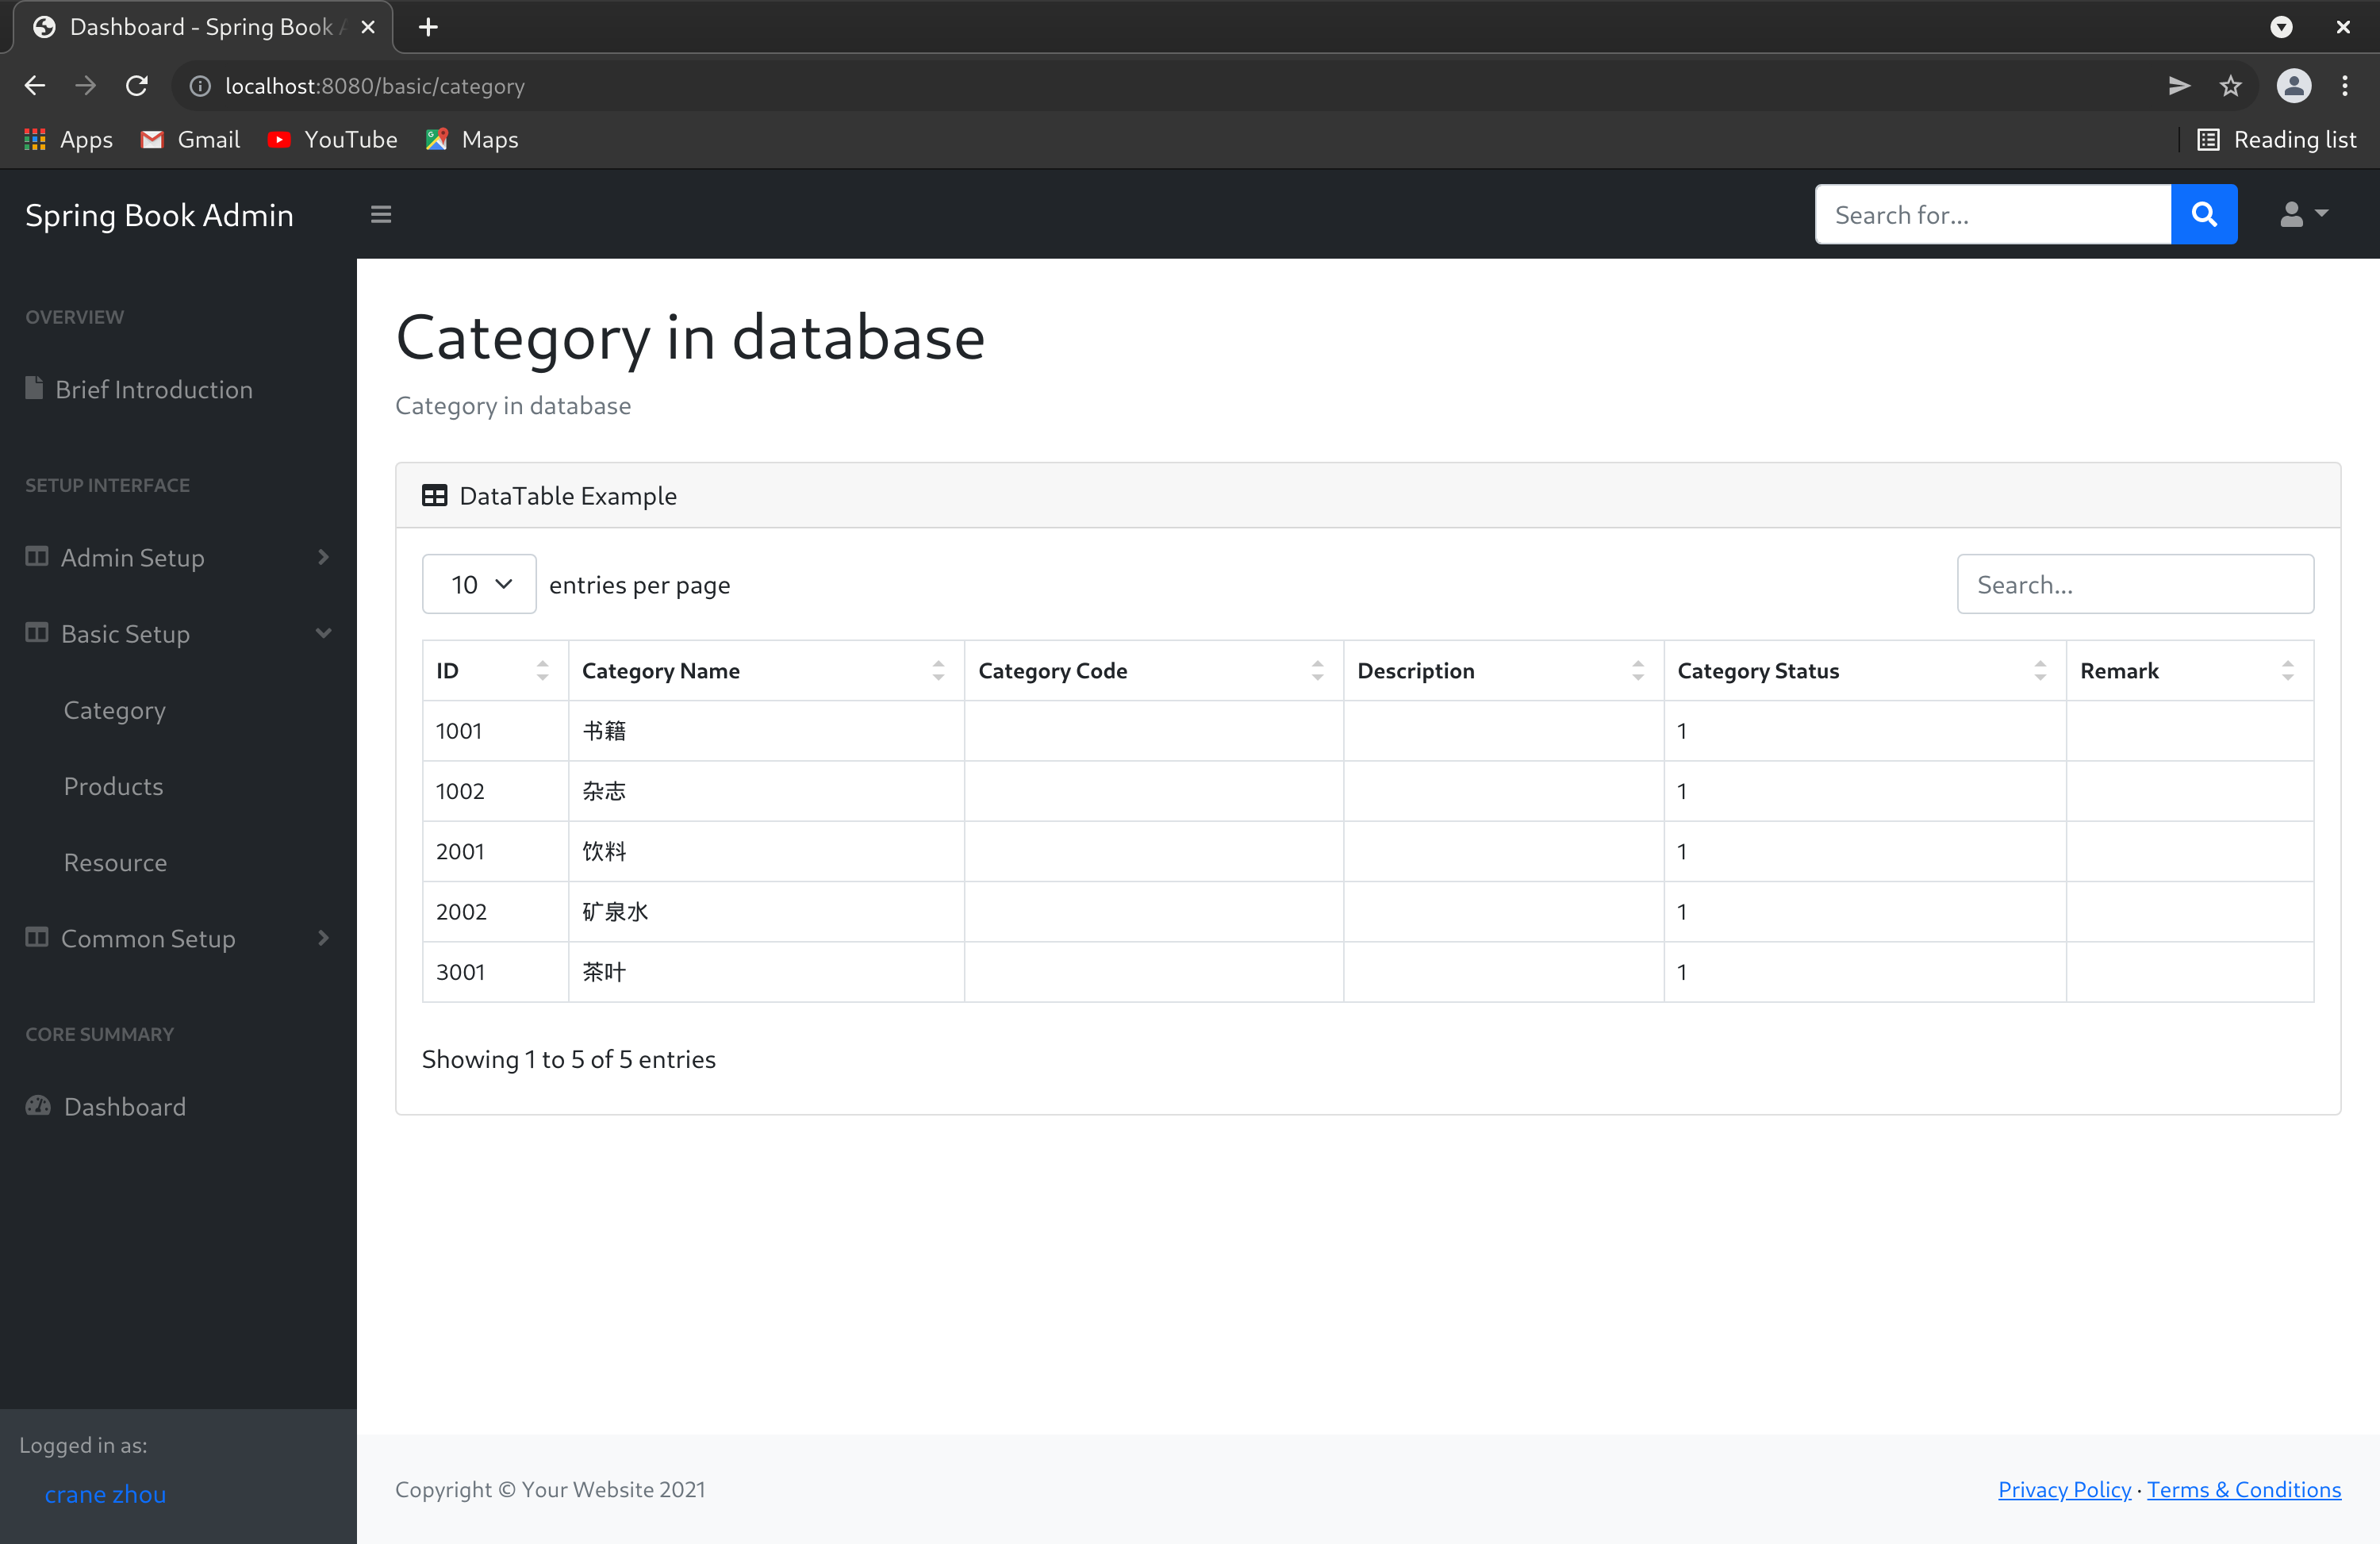 Dashboard - Spring Book
localhost:8080/basic/category
Apps Gmail YouTube Maps Reading list
Spring Book Admin Search for...
OVERVIEW
Brief Introduction
SETUP INTERFACE
Admin Setup
Basic Setup
Category
Products
Resource
Common Setup
CORE SUMMARY
Dashboard
Logged in as:
crane zhou
Category in database
Category in database
DataTable Example
10 entries per page Search...
ID Category Name Category Code Description Category Status Remark
1001 书籍 1
1002 杂志 1
2001 饮料 1
2002 矿泉水 1
3001 茶叶 1
Showing 1 to 5 of 5 entries
Copyright © Your Website 2021 Privacy Policy · Terms & Conditions